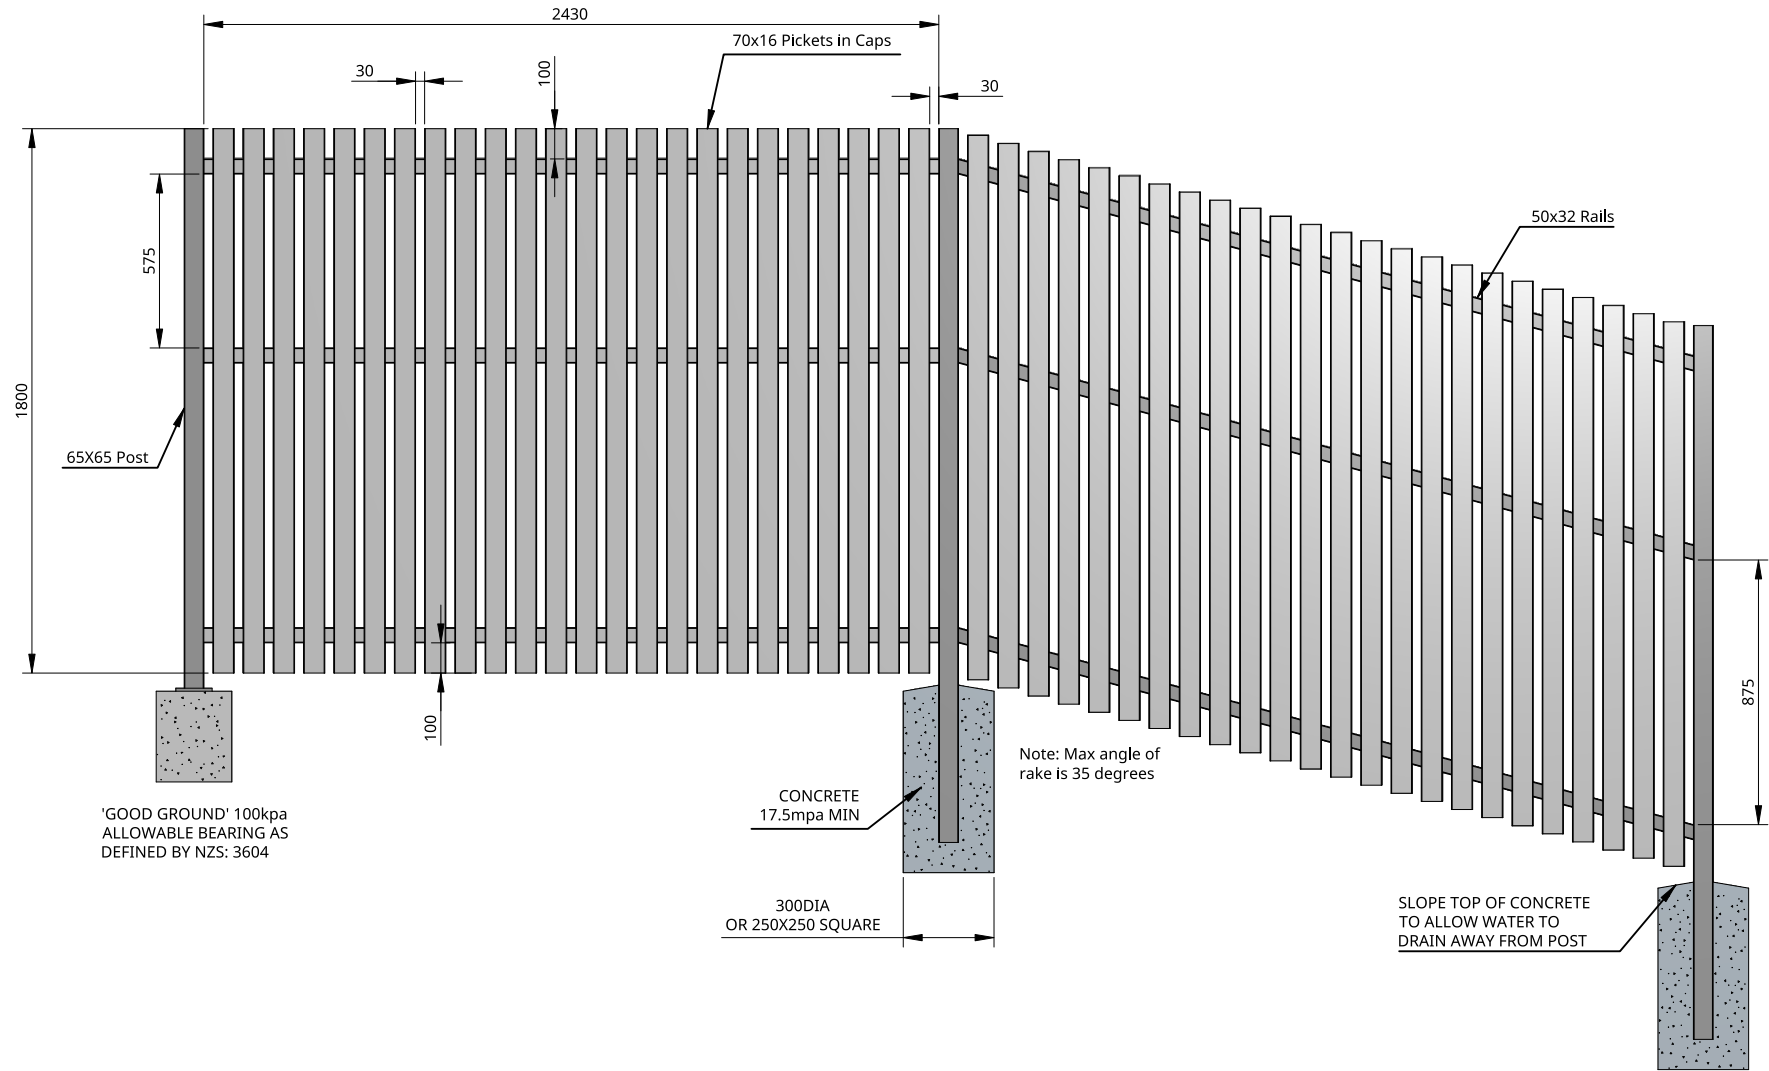 2430
70x16 Pickets in Caps
30
100
30
50x32 Rails
575
1800
65X65 Post
875
100
Note: Max angle of
rake is 35 degrees
CONCRETE
17.5mpa MIN
'GOOD GROUND' 100kpa
ALLOWABLE BEARING AS
DEFINED BY NZS: 3604
300DIA
OR 250X250 SQUARE
SLOPE TOP OF CONCRETE
TO ALLOW WATER TO
DRAIN AWAY FROM POST